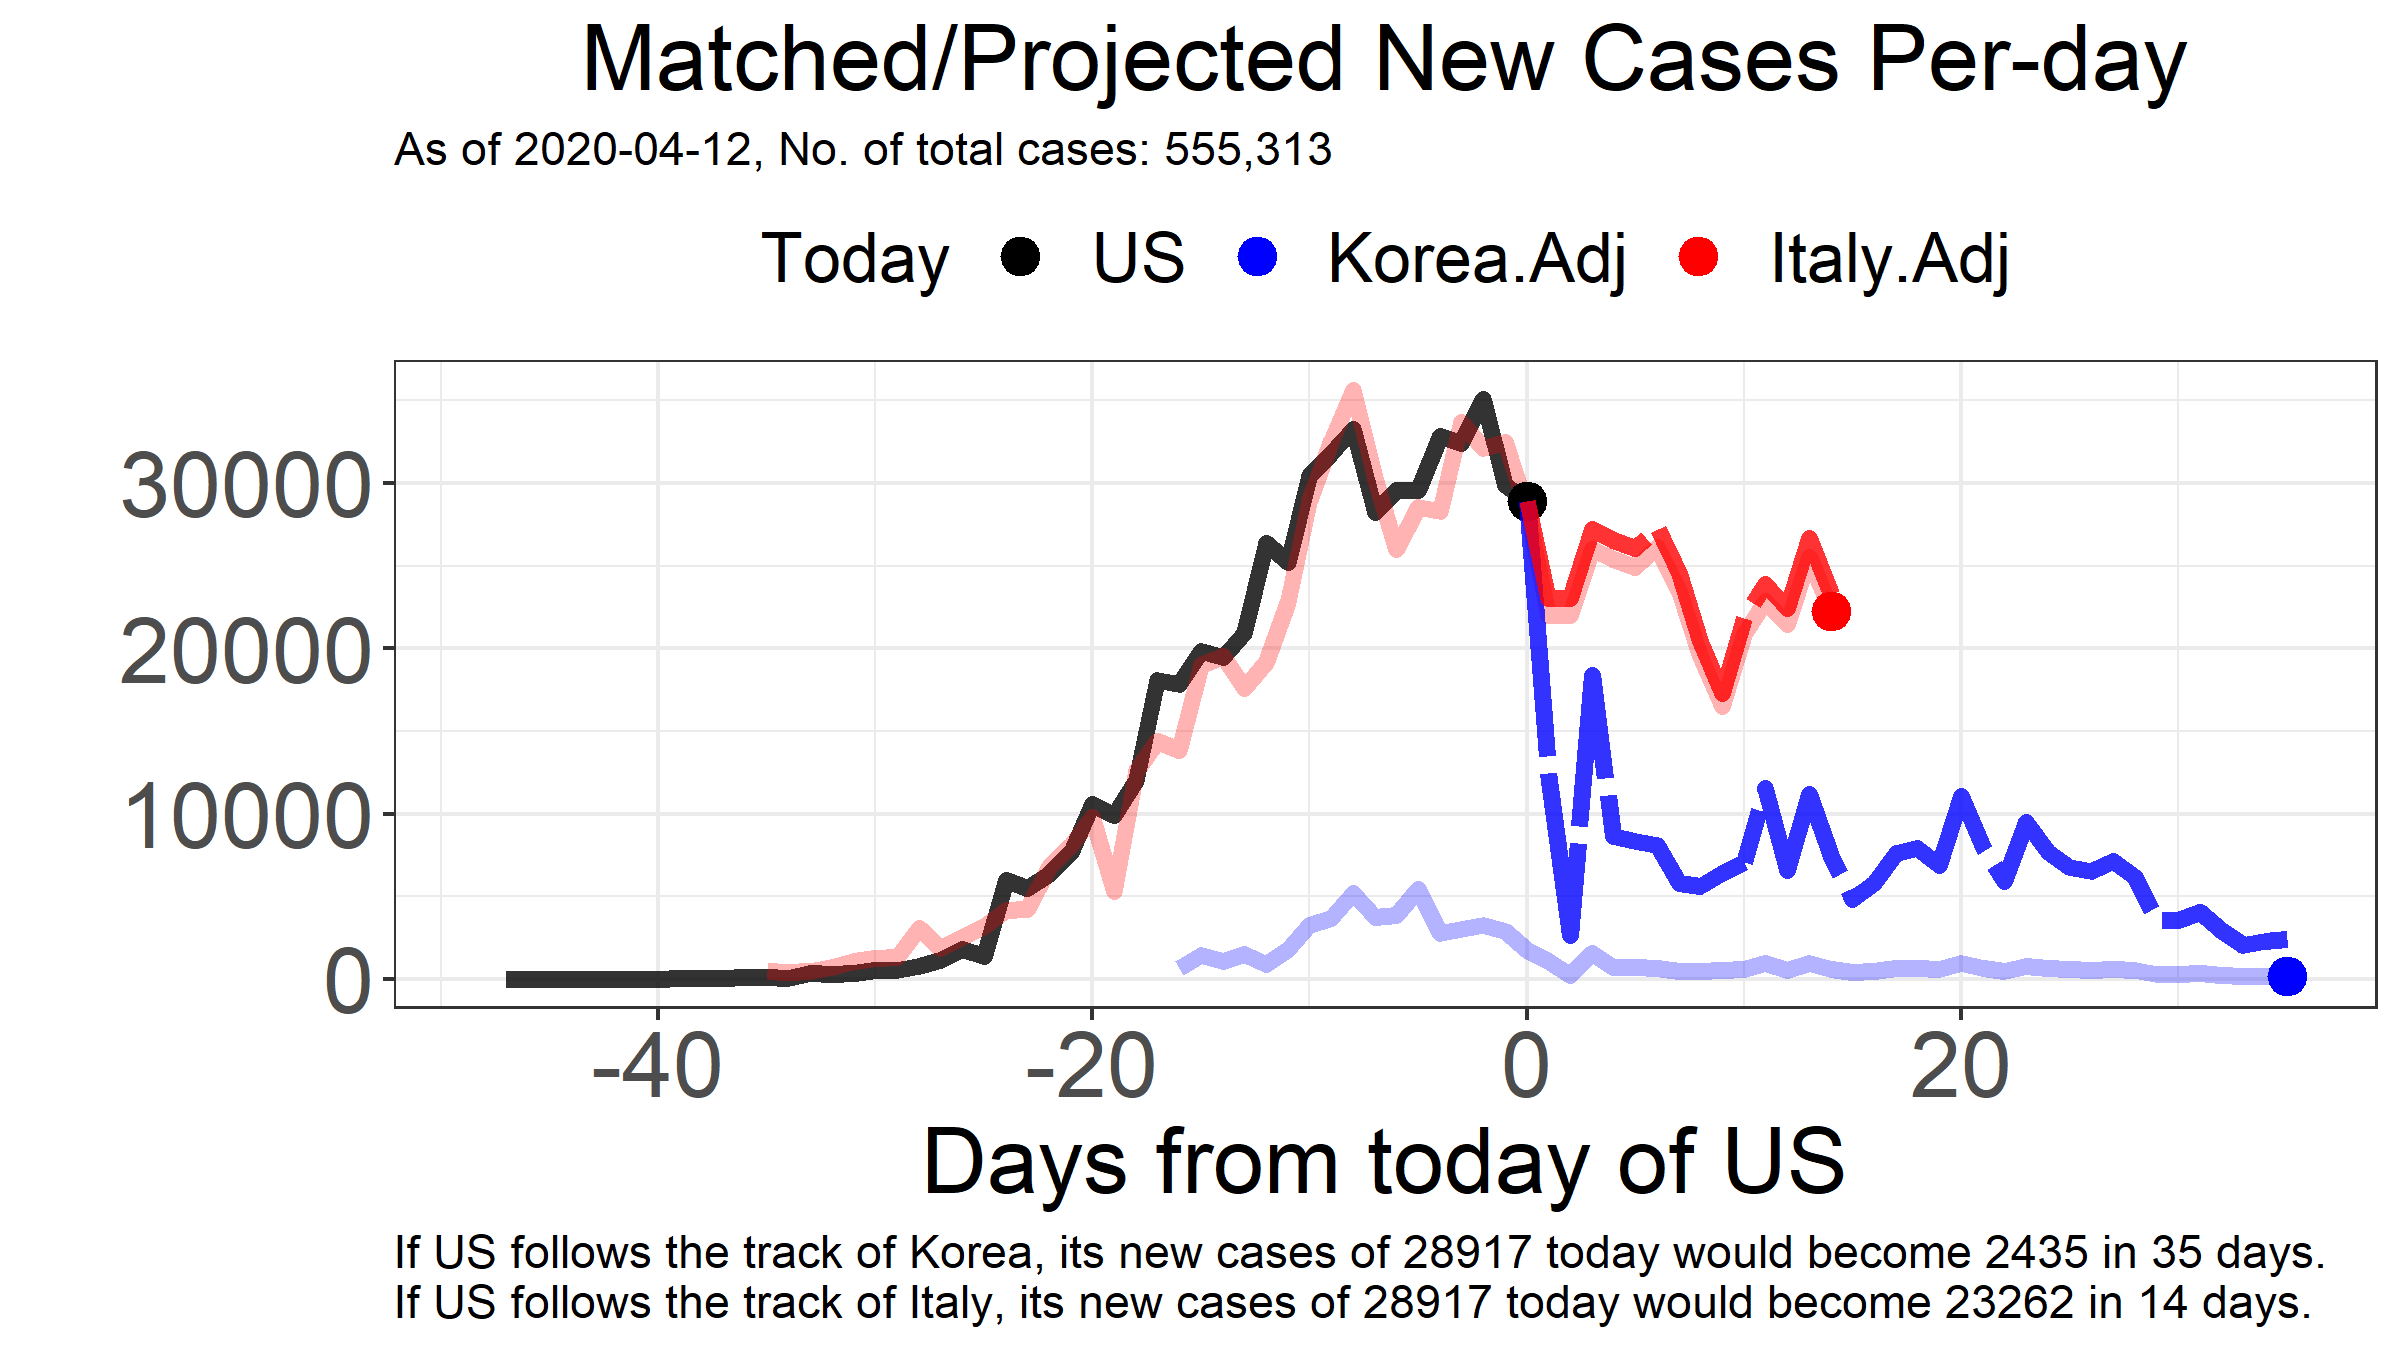 Matched/Projected New Cases Per-day
As of 2020-04-12, No. of total cases: 555,313
Today US Korea.Adj Italy.Adj
30000
20000
10000
0
-40 -20 0 20
Days from today of US
If US follows the track of Korea, its new cases of 28917 today would become 2435 in 35 days.
If US follows the track of Italy, its new cases of 28917 today would become 23262 in 14 days.